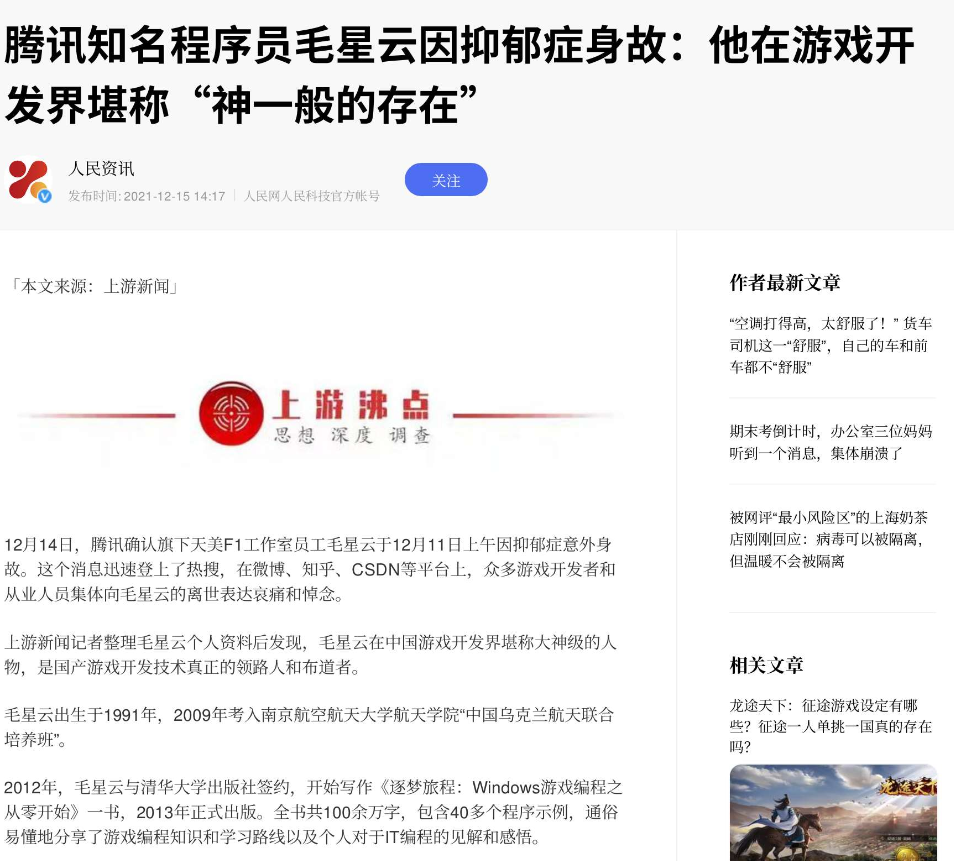 腾讯知名程序员毛星云因抑郁症身故：他在游戏开
发界堪称“神一般的存在”
人民资讯
发布时间: 2021-12-15 14:17
人民网人民科技官方帐号
关注
「本文来源：上游新闻」
上游沸点
思想 深度 调查
12月14日，腾讯确认旗下天美F1工作室员工毛星云于12月11日上午因抑郁症意外身
故。这个消息迅速登上了热搜，在微博、知乎、CSDN等平台上，众多游戏开发者和
从业人员集体向毛星云的离世表达哀痛和悼念。
上游新闻记者整理毛星云个人资料后发现，毛星云在中国游戏开发界堪称大神级的人
物，是国产游戏开发技术真正的领路人和布道者。
毛星云出生于1991年，2009年考入南京航空航天大学航天学院“中国乌克兰航天联合
培养班”。
2012年，毛星云与清华大学出版社签约，开始写作《逐梦旅程：Windows游戏编程之
从零开始》一书，2013年正式出版。全书共100余万字，包含40多个程序示例，通俗
易懂地分享了游戏编程知识和学习路线以及个人对于IT编程的见解和感悟。
作者最新文章
“空调打得高，太舒服了！” 货车
司机这一“舒服”，自己的车和前
车都不“舒服”
期末考倒计时，办公室三位妈妈
听到一个消息，集体崩溃了
被网评“最小风险区”的上海奶茶
店刚刚回应：病毒可以被隔离，
但温暖不会被隔离
相关文章
龙途天下：征途游戏设定有哪
些？征途一人单挑一国真的存在
吗？
龙途天下